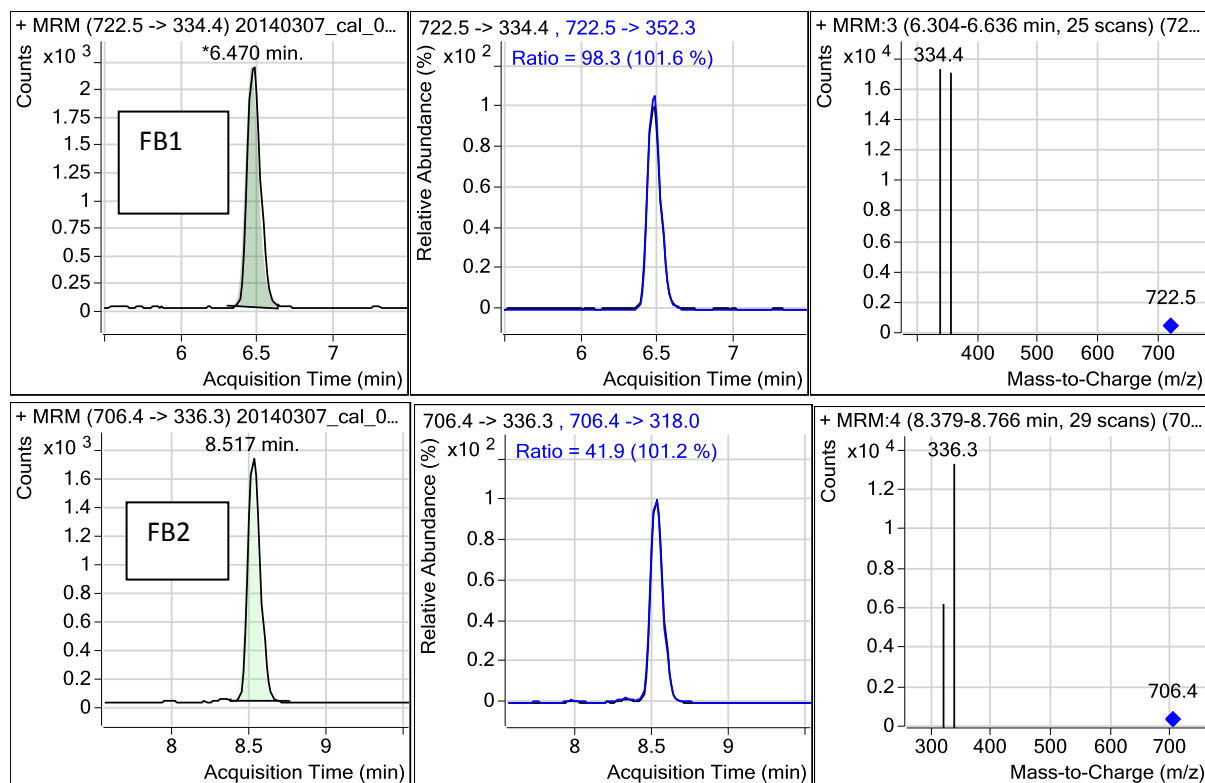 + MRM (722.5 -> 334.4) 20140307_cal_0...
x10 3
*6.470 min.
Counts
2
1.75
1.5
1.25
1
0.75
0.5
0.25
0
FB1
6
6.5
7
Acquisition Time (min)
722.5 -> 334.4 , 722.5 -> 352.3
x10 2
Ratio = 98.3 (101.6 %)
Relative Abundance (%)
1
0.8
0.6
0.4
0.2
0
6
6.5
7
Acquisition Time (min)
+ MRM:3 (6.304-6.636 min, 25 scans) (72...
x10 4
334.4
Counts
1.6
1.4
1.2
1
0.8
0.6
0.4
0.2
0
722.5
400
500
600
700
Mass-to-Charge (m/z)
+ MRM (706.4 -> 336.3) 20140307_cal_0...
x10 3
8.517 min.
Counts
1.6
1.4
1.2
1
0.8
0.6
0.4
0.2
0
FB2
8
8.5
9
Acquisition Time (min)
706.4 -> 336.3 , 706.4 -> 318.0
x10 2
Ratio = 41.9 (101.2 %)
Relative Abundance (%)
1
0.8
0.6
0.4
0.2
0
8
8.5
9
Acquisition Time (min)
+ MRM:4 (8.379-8.766 min, 29 scans) (70...
x10 4
336.3
Counts
1.2
1
0.8
0.6
0.4
0.2
0
706.4
300
400
500
600
700
Mass-to-Charge (m/z)